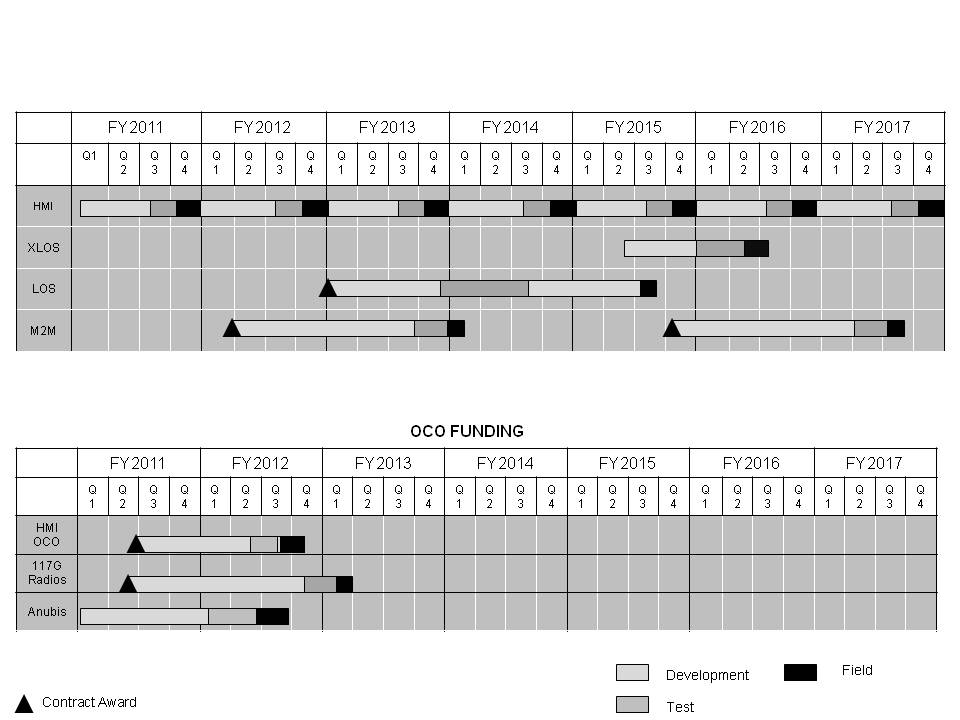 FY2011 FY2012 FY2013 FY2014 FY2015 FY2016 FY2017
Q1 Q Q Q Q Q Q Q Q Q Q Q Q Q Q Q Q Q Q Q Q Q Q Q Q Q Q Q
2 3 4 1 2 3 4 1 2 3 4 1 2 3 4 1 2 3 4 1 2 3 4 1 2 3 4
HMI
XLOS
LOS
M2M
OCO FUNDING
FY2011 FY2012 FY2013 FY2014 FY2015 FY2016 FY2017
Q Q Q Q Q Q Q Q Q Q Q Q Q Q Q Q Q Q Q Q Q Q Q Q Q Q Q Q
1 2 3 4 1 2 3 4 1 2 3 4 1 2 3 4 1 2 3 4 1 2 3 4 1 2 3 4
HMI
OCO
117G
Radios
Anubis
Development
Field
Contract Award
Test